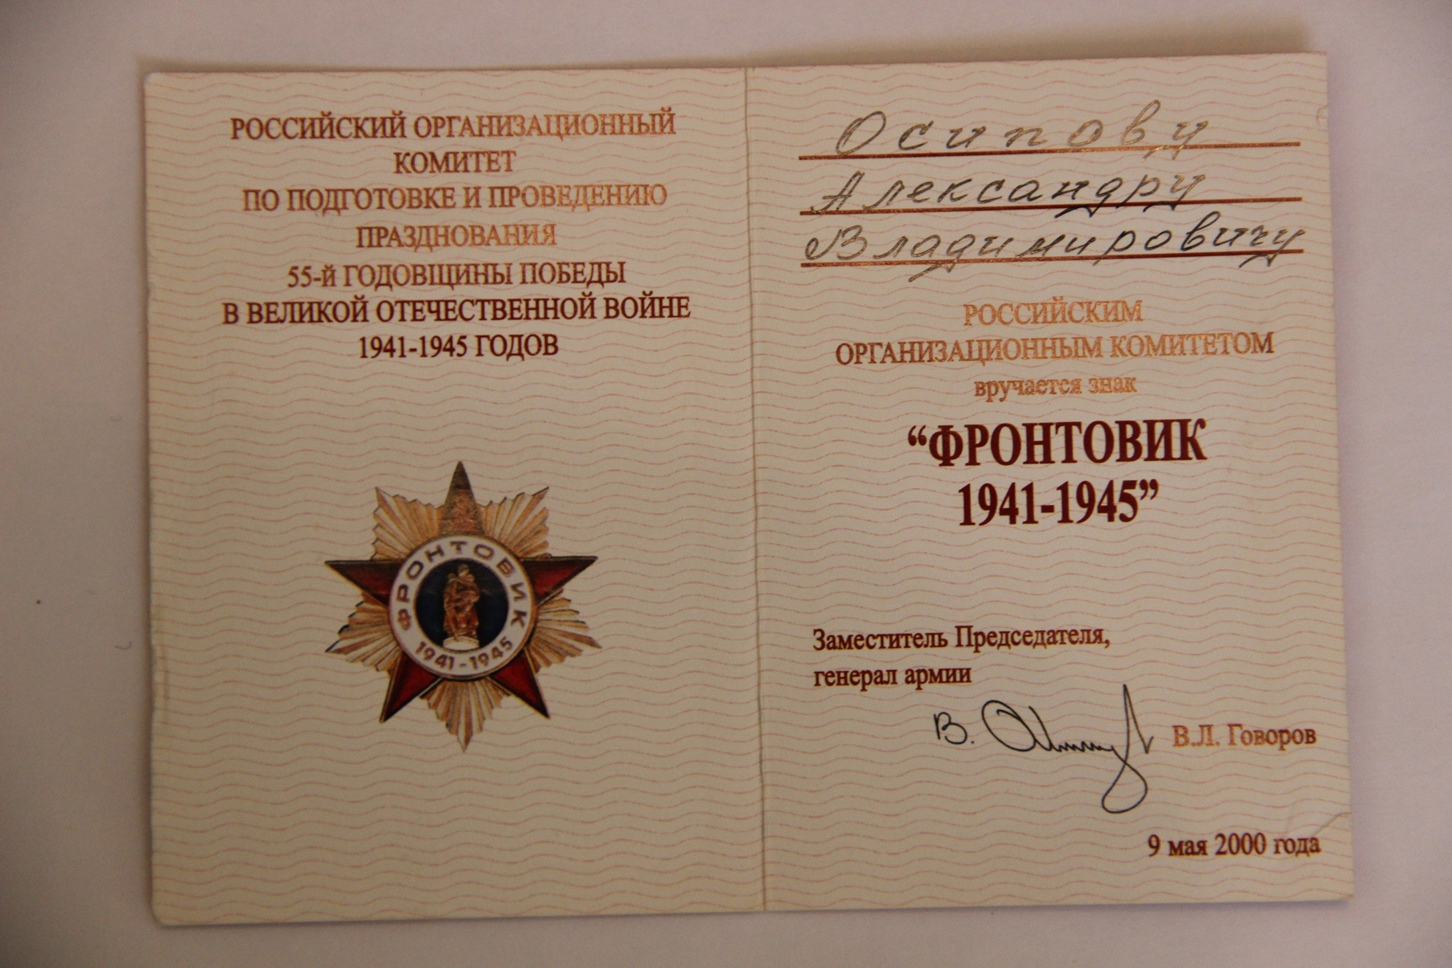 РОССИЙСКИЙ ОРГАНИЗАЦИОННЫЙ
КОМИТЕТ
ПО ПОДГОТОВКЕ И ПРОВЕДЕНИЮ
ПРАЗДНОВАНИЯ
55-й ГОДОВЩИНЫ ПОБЕДЫ
В ВЕЛИКОЙ ОТЕЧЕСТВЕННОЙ ВОЙНЕ
1941-1945 ГОДОВ
ФРОНТОВИК
1941-1945
Осипову
Александру
Владимировичу
РОССИЙСКИМ
ОРГАНИЗАЦИОННЫМ КОМИТЕТОМ
вручается знак
“ФРОНТОВИК
1941-1945”
Заместитель Председателя,
генерал армии
В.Л. Говоров
9 мая 2000 года